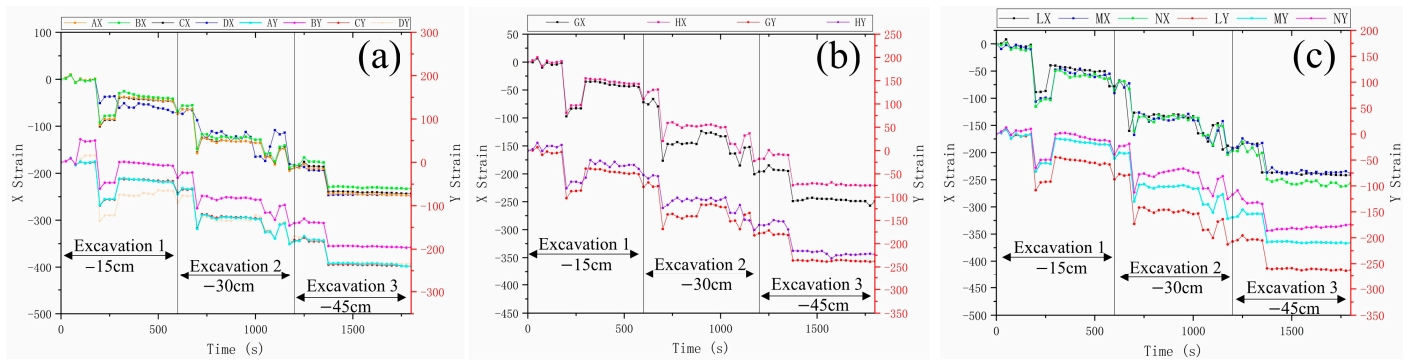 AX BX CX DX AY BY CY DY
(a)
100
0
−100
−200
−300
−400
−500
X Strain
300
200
100
0
−100
−200
−300
Y Strain
Excavation 1
−15cm
Excavation 2
−30cm
Excavation 3
−45cm
0 500 1000 1500
Time (s)
GX HX GY HY
(b)
50
0
−50
−100
−150
−200
−250
−300
−350
−400
−450
X Strain
250
200
150
100
50
0
−50
−100
−150
−200
−250
−300
−350
Y Strain
Excavation 1
−15cm
Excavation 2
−30cm
Excavation 3
−45cm
0 500 1000 1500
Time (s)
LX MX NX LY MY NY
(c)
50
0
−50
−100
−150
−200
−250
−300
−350
−400
−450
−500
X Strain
200
150
100
50
0
−50
−100
−150
−200
−250
−300
−350
Y Strain
Excavation 1
−15cm
Excavation 2
−30cm
Excavation 3
−45cm
0 500 1000 1500
Time (s)